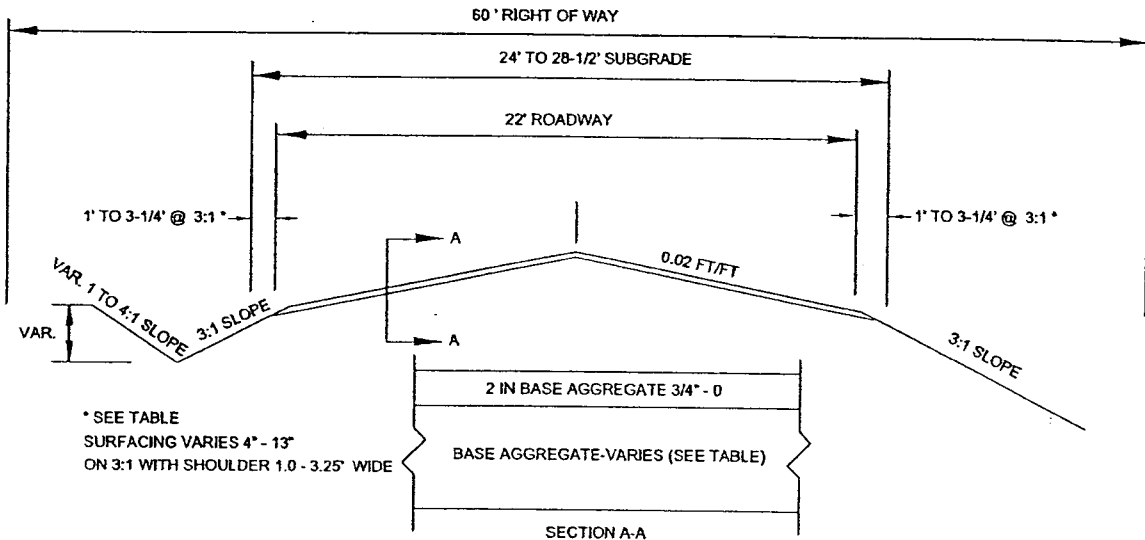 60 ' RIGHT OF WAY
24' TO 28-1/2' SUBGRADE
22' ROADWAY
1' TO 3-1/4' @ 3:1 *
1' TO 3-1/4' @ 3:1 *
A
0.02 FT/FT
VAR. 1 TO 4:1 SLOPE
3:1 SLOPE
VAR.
A
3:1 SLOPE
2 IN BASE AGGREGATE 3/4" - 0
* SEE TABLE
SURFACING VARIES 4" - 13"
ON 3:1 WITH SHOULDER 1.0 - 3.25' WIDE
BASE AGGREGATE-VARIES (SEE TABLE)
SECTION A-A